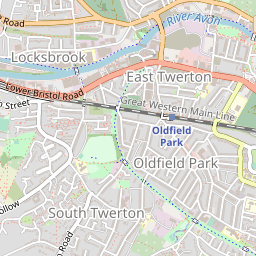 River Avon
Road
Locksbrook
East Twerton
Lower Bristol Road
Street
Great Western Main Line
Oldfield
Park
Oldfield Park
South Twerton
Road